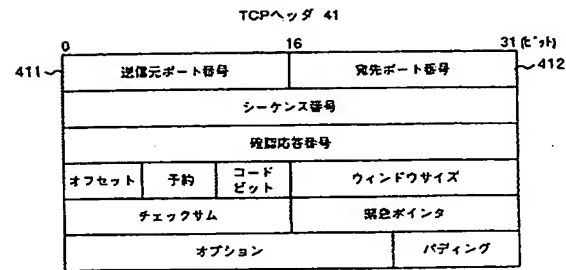 TCPヘッダ 41
0 16 31 (ビット)
411 送信元ポート番号 宛先ポート番号 412
シーケンス番号
確認応答番号
オフセット 予約 コードビット ウィンドウサイズ
チェックサム 緊急ポインタ
オプション パディング